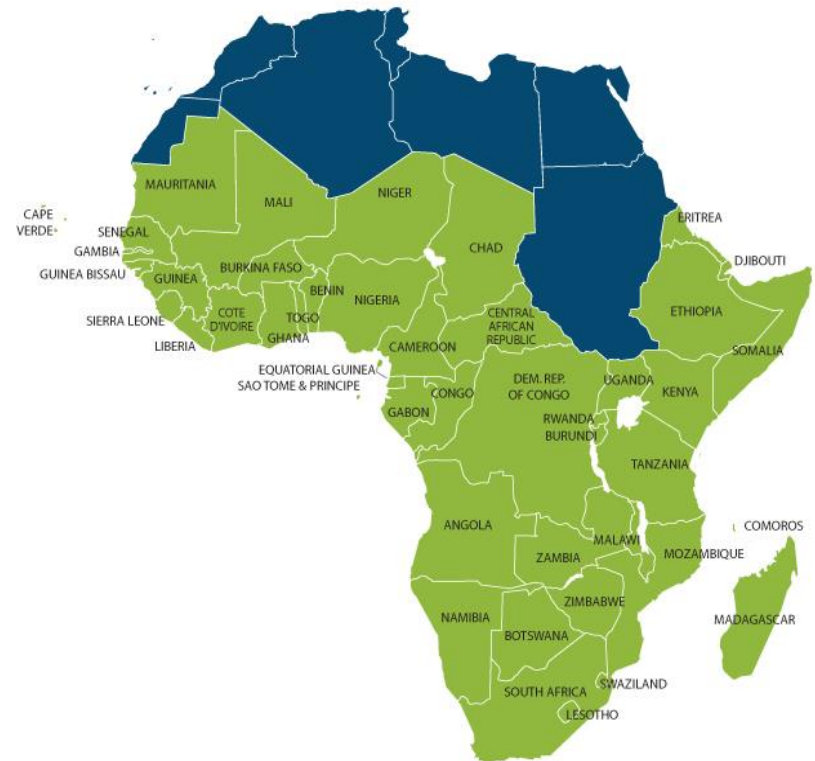 MAURITANIA
MALI
NIGER
CHAD
ERITREA
CAPE
VERDE
SENEGAL
GAMBIA
GUINEA BISSAU
GUINEA
BURKINA FASO
BENIN
NIGERIA
DJIBOUTI
ETHIOPIA
SIERRA LEONE
COTE
D'IVOIRE
TOGO
GHANA
LIBERIA
CENTRAL
AFRICAN
REPUBLIC
CAMEROON
SOMALIA
EQUATORIAL GUINEA
SAO TOME & PRINCIPE
GABON
CONGO
DEM. REP.
OF CONGO
UGANDA
KENYA
RWANDA
BURUNDI
TANZANIA
ANGOLA
ZAMBIA
MALAWI
MOZAMBIQUE
COMOROS
NAMIBIA
ZIMBABWE
BOTSWANA
MADAGASCAR
SOUTH AFRICA
SWAZILAND
LESOTHO